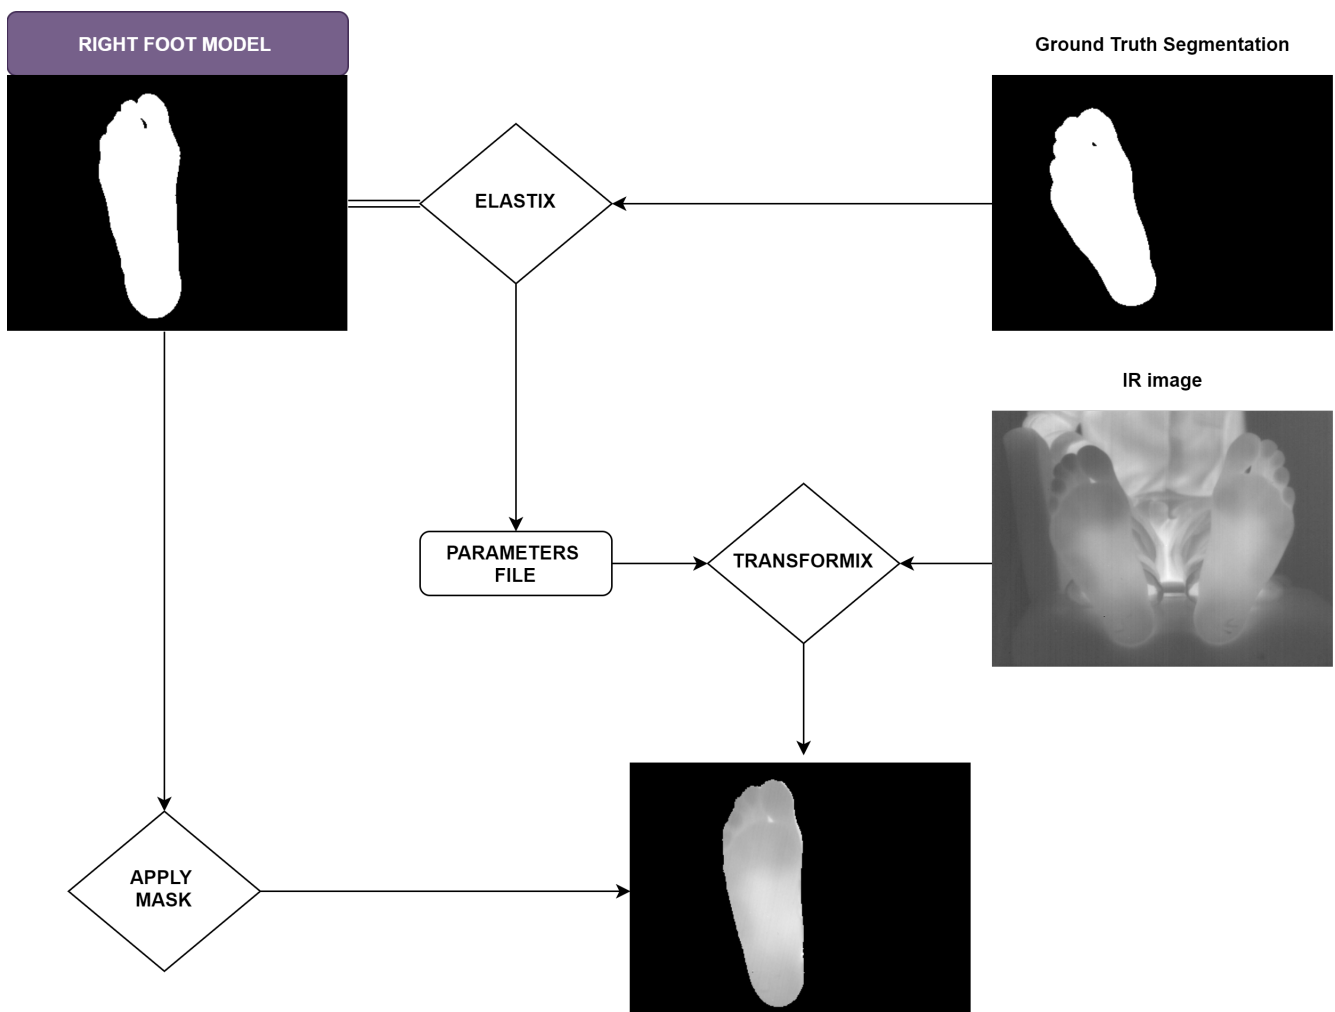 RIGHT FOOT MODEL
Ground Truth Segmentation
ELASTIX
IR image
PARAMETERS
FILE
TRANSFORMIX
APPLY
MASK